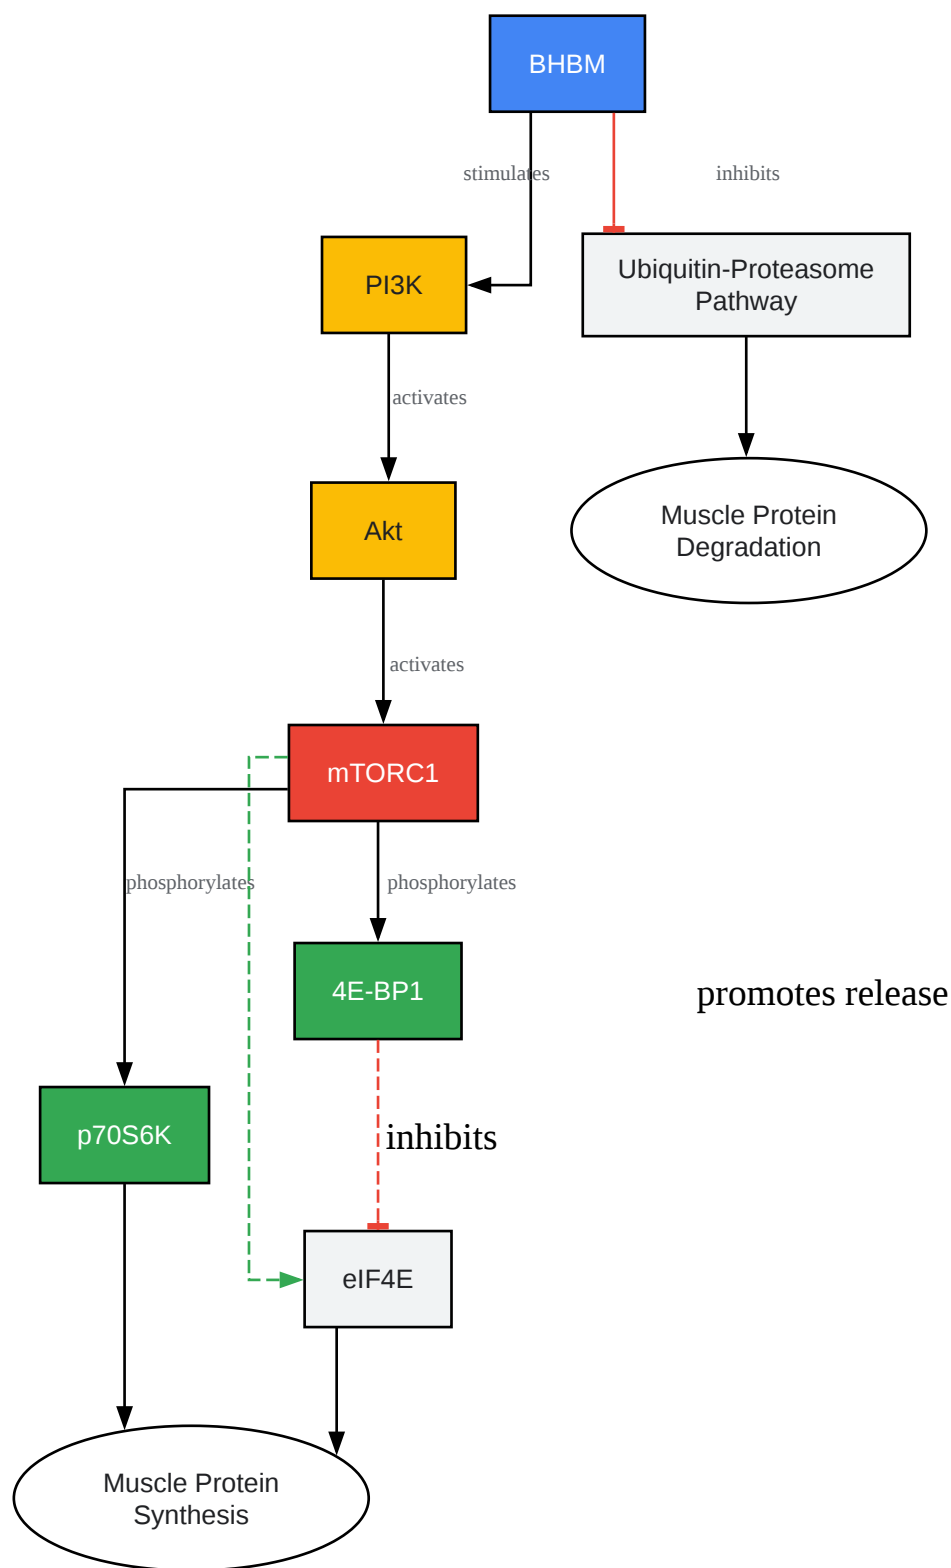 BHBM
stimulates
inhibits
PI3K
Ubiquitin-Proteasome
Pathway
activates
Akt
Muscle Protein
Degradation
activates
mTORC1
phosphorylates
phosphorylates
4E-BP1
promotes release
p70S6K
inhibits
eIF4E
Muscle Protein
Synthesis